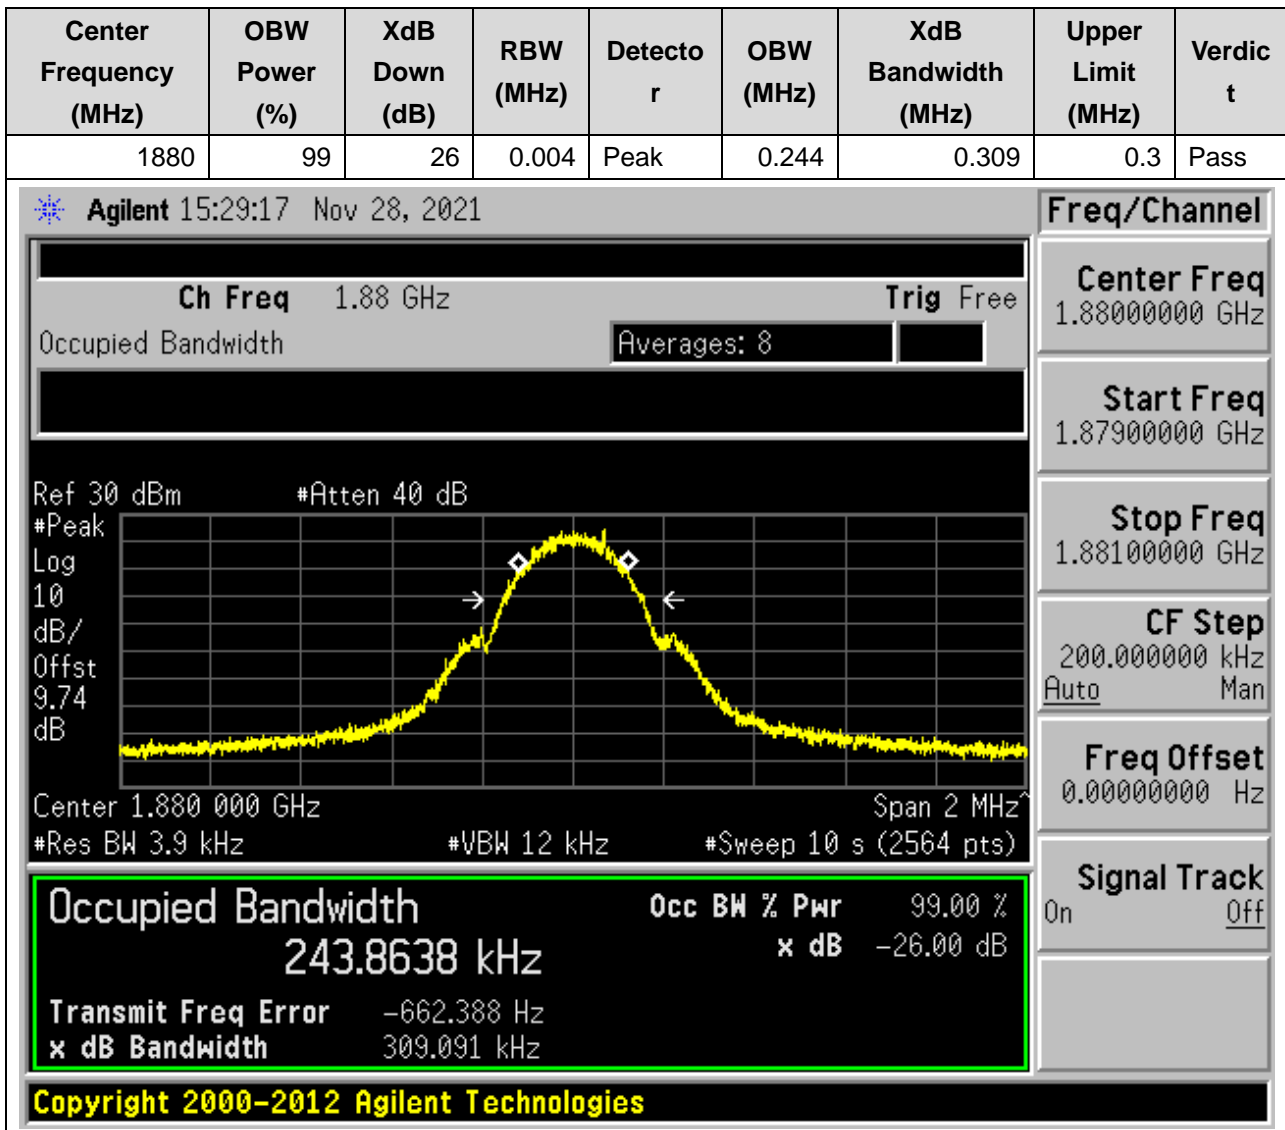 Center Frequency (MHz) OBW Power (%) XdB Down (dB) RBW (MHz) Detecto r OBW (MHz) XdB Bandwidth (MHz) Upper Limit (MHz) Verdic t
1880 99 26 0.004 Peak 0.244 0.309 0.3 Pass
Agilent 15:29:17 Nov 28, 2021
Freq/Channel
Ch Freq 1.88 GHz Trig Free
Occupied Bandwidth Averages: 8
Ref 30 dBm #Atten 40 dB
#Peak
Log
10
dB/
Offst
9.74
dB
Center 1.880 000 GHz Span 2 MHz^
#Res BW 3.9 kHz #VBW 12 kHz #Sweep 10 s (2564 pts)
Occupied Bandwidth Occ BW % Pwr 99.00 %
243.8638 kHz x dB -26.00 dB
Transmit Freq Error -662.388 Hz
x dB Bandwidth 309.091 kHz
Copyright 2000-2012 Agilent Technologies
Center Freq
1.88000000 GHz
Start Freq
1.87900000 GHz
Stop Freq
1.88100000 GHz
CF Step
200.000000 kHz
Auto Man
Freq Offset
0.00000000 Hz
Signal Track
On Off